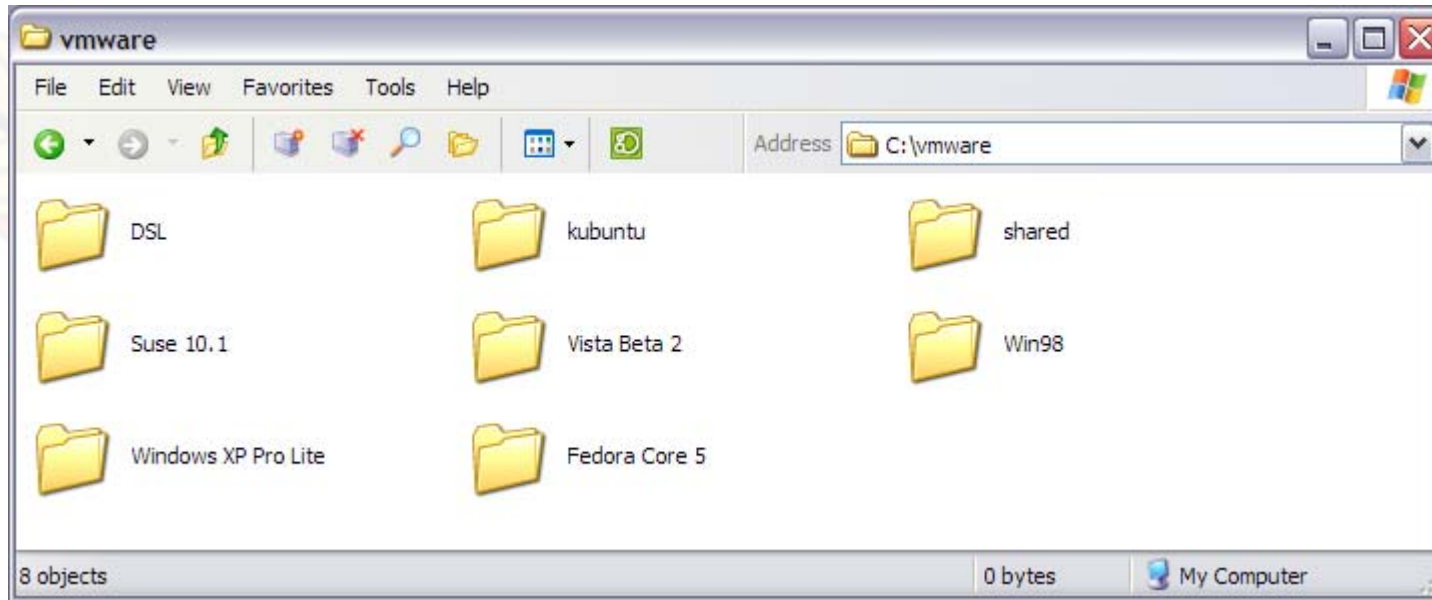 vmware
File Edit View Favorites Tools Help
Address C:\vmware
DSL kubuntu shared
Suse 10.1 Vista Beta 2 Win98
Windows XP Pro Lite Fedora Core 5
8 objects 0 bytes My Computer